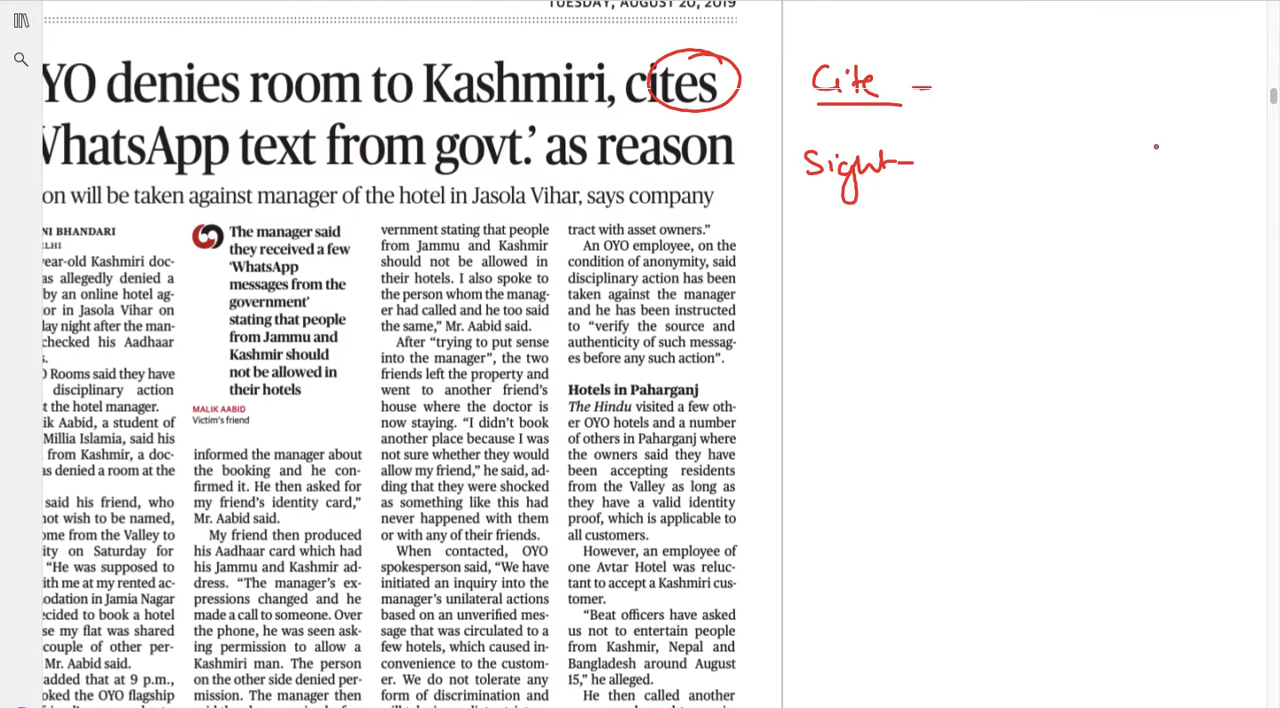 TUESDAY, AUGUST 20, 2019
YO denies room to Kashmiri, cites
WhatsApp text from govt.' as reason
on will be taken against manager of the hotel in Jasola Vihar, says company
NI BHANDARI
ELHI
year-old Kashmiri doc-
as allegedly denied a
by an online hotel ag-
or in Jasola Vihar on
day night after the man-
checked his Aadhaar
s.
O Rooms said they have
disciplinary action
t the hotel manager.
ik Aabid, a student of
Millia Islamia, said his
from Kashmir, a doc-
as denied a room at the
said his friend, who
not wish to be named,
ome from the Valley to
ity on Saturday for
"He was supposed to
ith me at my rented ac-
odation in Jamia Nagar
ecided to book a hotel
se my flat was shared
couple of other per-
Mr. Aabid said.
added that at 9 p.m.,
oked the OYO flagship
The manager said
they received a few
'WhatsApp
messages from the
government'
stating that people
from Jammu and
Kashmir should
not be allowed in
their hotels
MALIK AABID
Victim's friend
informed the manager about
the booking and he con-
firmed it. He then asked for
my friend's identity card,"
Mr. Aabid said.
My friend then produced
his Aadhaar card which had
his Jammu and Kashmir ad-
dress. "The manager's ex-
pressions changed and he
made a call to someone. Over
the phone, he was seen ask-
ing permission to allow a
Kashmiri man. The person
on the other side denied per-
mission. The manager then
vernment stating that people
from Jammu and Kashmir
should not be allowed in
their hotels. I also spoke to
the person whom the manag-
er had called and he too said
the same," Mr. Aabid said.
After "trying to put sense
into the manager", the two
friends left the property and
went to another friend's
house where the doctor is
now staying. "I didn't book
another place because I was
not sure whether they would
allow my friend," he said, ad-
ding that they were shocked
as something like this had
never happened with them
or with any of their friends.
When contacted, OYO
spokesperson said, "We have
initiated an inquiry into the
manager's unilateral actions
based on an unverified mes-
sage that was circulated to a
few hotels, which caused in-
convenience to the custom-
er. We do not tolerate any
form of discrimination and
tract with asset owners."
An OYO employee, on the
condition of anonymity, said
disciplinary action has been
taken against the manager
and he has been instructed
to "verify the source and
authenticity of such messag-
es before any such action".
Hotels in Paharganj
The Hindu visited a few oth-
er OYO hotels and a number
of others in Paharganj where
the owners said they have
been accepting residents
from the Valley as long as
they have a valid identity
proof, which is applicable to
all customers.
However, an employee of
one Avtar Hotel was reluc-
tant to accept a Kashmiri cus-
tomer.
"Beat officers have asked
us not to entertain people
from Kashmir, Nepal and
Bangladesh around August
15," he alleged.
He then called another
Cite –
Sight–